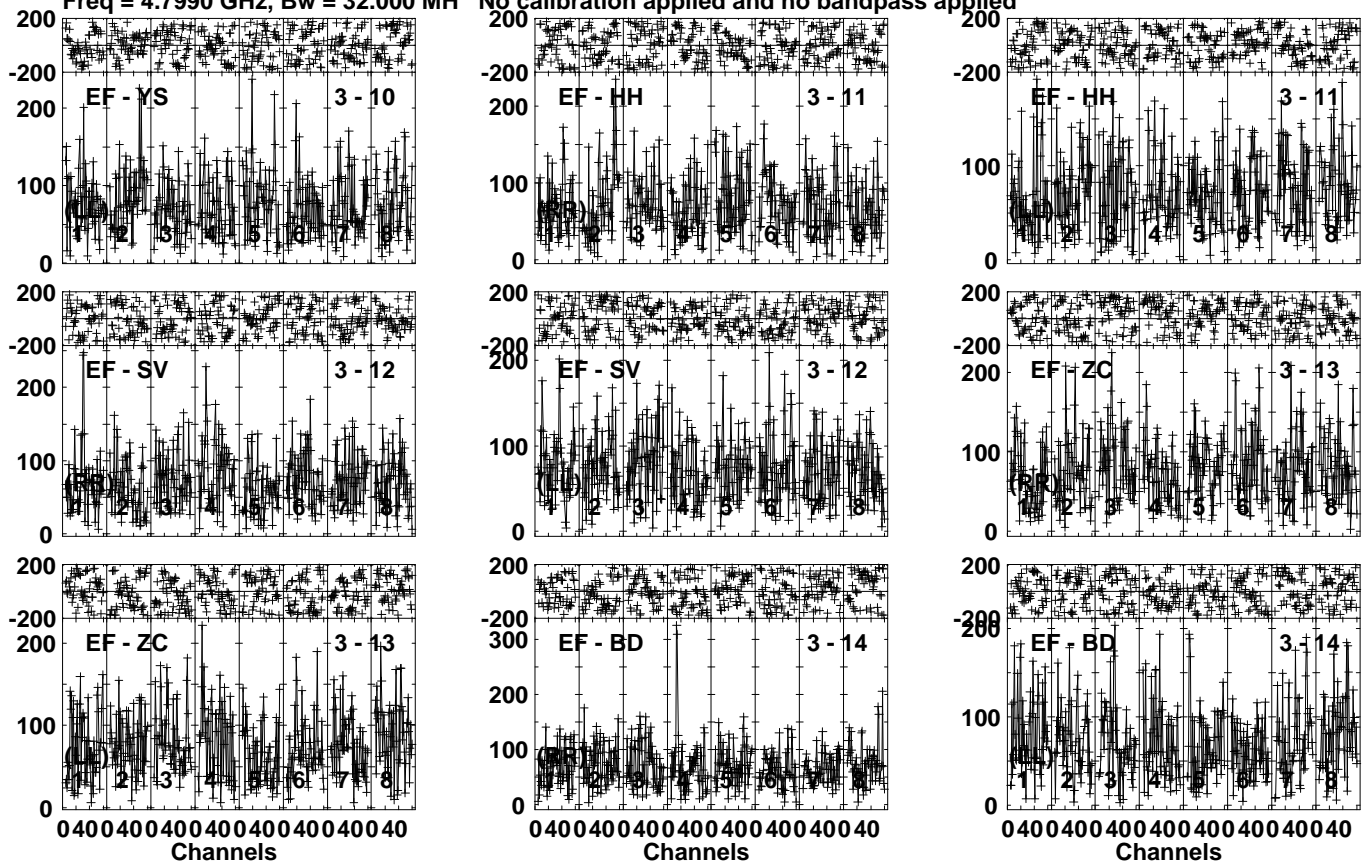 Freq = 4.7990 GHz, Bw = 32.000 MH No calibration applied and no bandpass applied
200 200 200
-200 -200 -200
EF - YS 3 - 10 EF - HH 3 - 11 EF - HH 3 - 11
200 200 200
100 100 100
(LL) (RR) (LL)
1 2 3 4 5 6 7 8 1 2 3 4 5 6 7 8 1 2 3 4 5 6 7 8
0 0 0
200 200 200
-200 -200 -200
EF - SV 3 - 12 EF - SV 3 - 12 EF - ZC 3 - 13
200 200 200
100 100 100
(RR) (LL) (RR)
1 2 3 4 5 6 7 8 1 2 3 4 5 6 7 8 1 2 3 4 5 6 7 8
0 0 0
200 200 200
-200 -200 -200
EF - ZC 3 - 13 EF - BD 3 - 14 EF - BD 3 - 14
200 300 200
200
100 100 100
(LL) (RR) (LL)
1 2 3 4 5 6 7 8 1 2 3 4 5 6 7 8 1 2 3 4 5 6 7 8
0 0 0
0 40 0 40 0 40 0 40 0 40 0 40 0 40 0 40 0 40 0 40 0 40 0 40 0 40 0 40 0 40 0 40 0 40 0 40 0 40 0 40 0 40 0 40 0 40 0 40
Channels Channels Channels